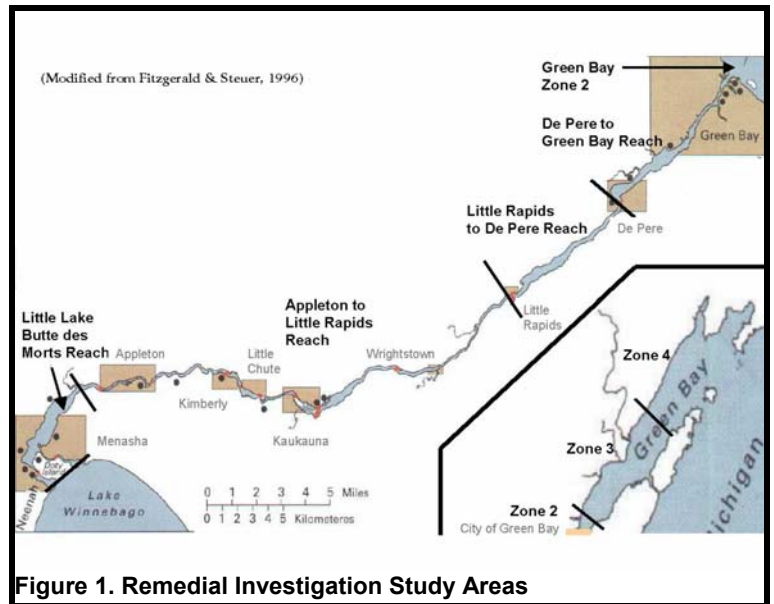 (Modified from Fitzgerald & Steuer, 1996)
Green Bay
Zone 2
De Pere to
Green Bay Reach
Green Bay
Little Rapids
to De Pere Reach
De Pere
Little
Rapids
Appleton to
Little Rapids
Reach
Wrightstown
Little Lake
Butte des
Morts Reach
Appleton
Little
Chute
Kimberly
Kaukauna
Menasha
Doty
Island
Neenah
Lake
Winnebago
0 1 2 3 4 5 Miles
0 1 2 3 4 5 Kilometeres
Zone 4
Green Bay
Zone 3
Zone 2
City of Green Bay
Michigan
Figure 1. Remedial Investigation Study Areas